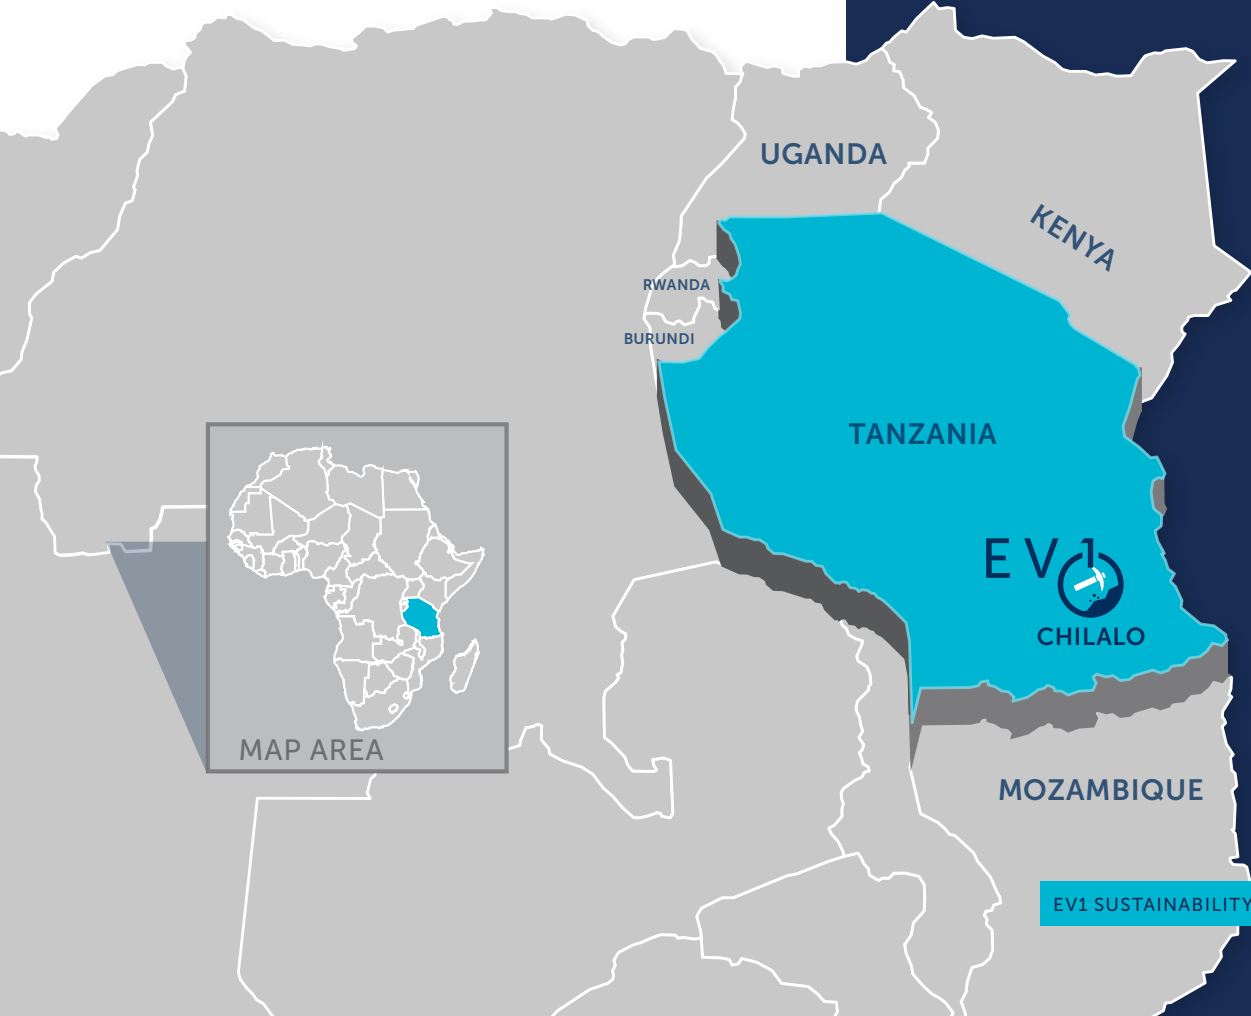 UGANDA
KENYA
RWANDA
BURUNDI
TANZANIA
EV1
CHILALO
MAP AREA
MOZAMBIQUE
EV1 SUSTAINABILITY